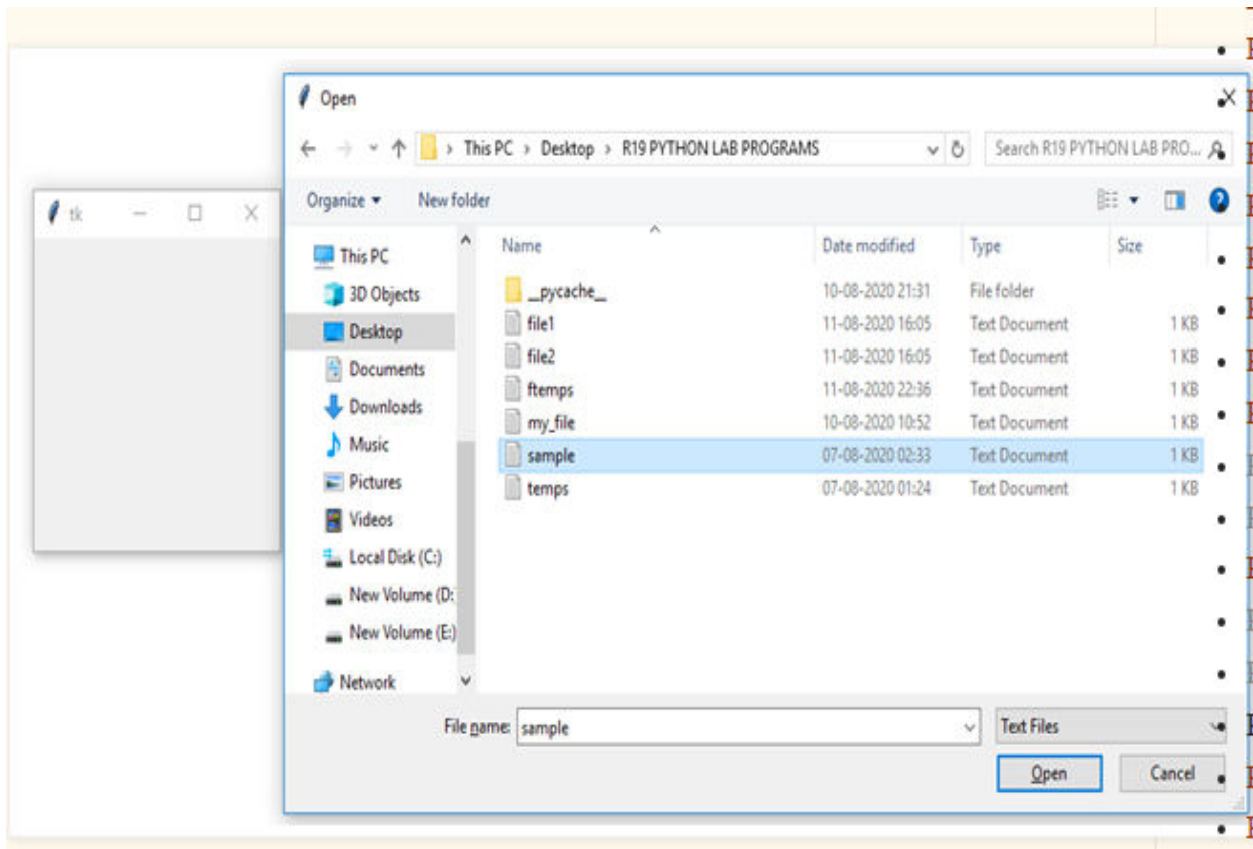 Open
This PC > Desktop > R19 PYTHON LAB PROGRAMS
Search R19 PYTHON LAB PRO...
tk
Organize
New folder
Name Date modified Type Size
This PC
3D Objects
Desktop
Documents
Downloads
Music
Pictures
Videos
Local Disk (C:)
New Volume (D:
New Volume (E:)
Network
__pycache__ 10-08-2020 21:31 File folder
file1 11-08-2020 16:05 Text Document 1 KB
file2 11-08-2020 16:05 Text Document 1 KB
ftemps 11-08-2020 22:36 Text Document 1 KB
my_file 10-08-2020 10:52 Text Document 1 KB
sample 07-08-2020 02:33 Text Document 1 KB
temps 07-08-2020 01:24 Text Document 1 KB
File name: sample Text Files
Open Cancel